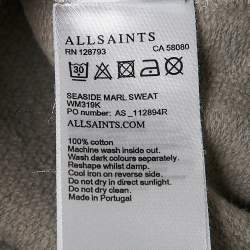 ALLSAINTS
RN 128793 CA 58080
30
SEASIDE MARL SWEAT
WM319K
PO number: AS_112894R
ALLSAINTS.COM
100% cotton
Machine wash inside out.
Wash dark colours separately.
Reshape whilst damp.
Cool iron on reverse side.
Do not dry in direct sunlight.
Do not dry clean.
Made in Portugal